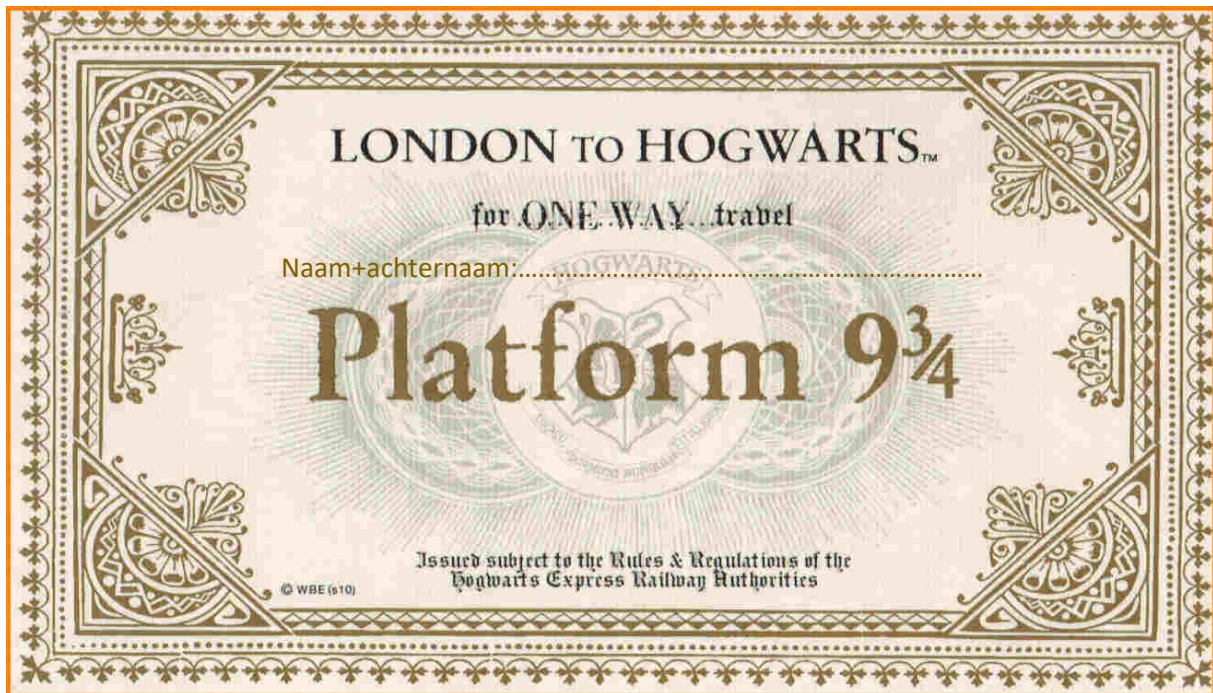 LONDON TO HOGWARTS™
for .ONE.WAY...travel
Naam+achternaam:..................................................................
HOGWARTS
Platform 9¾
Issued subject to the Rules & Regulations of the
Hogwarts Express Railway Authorities
© WBE (s10)